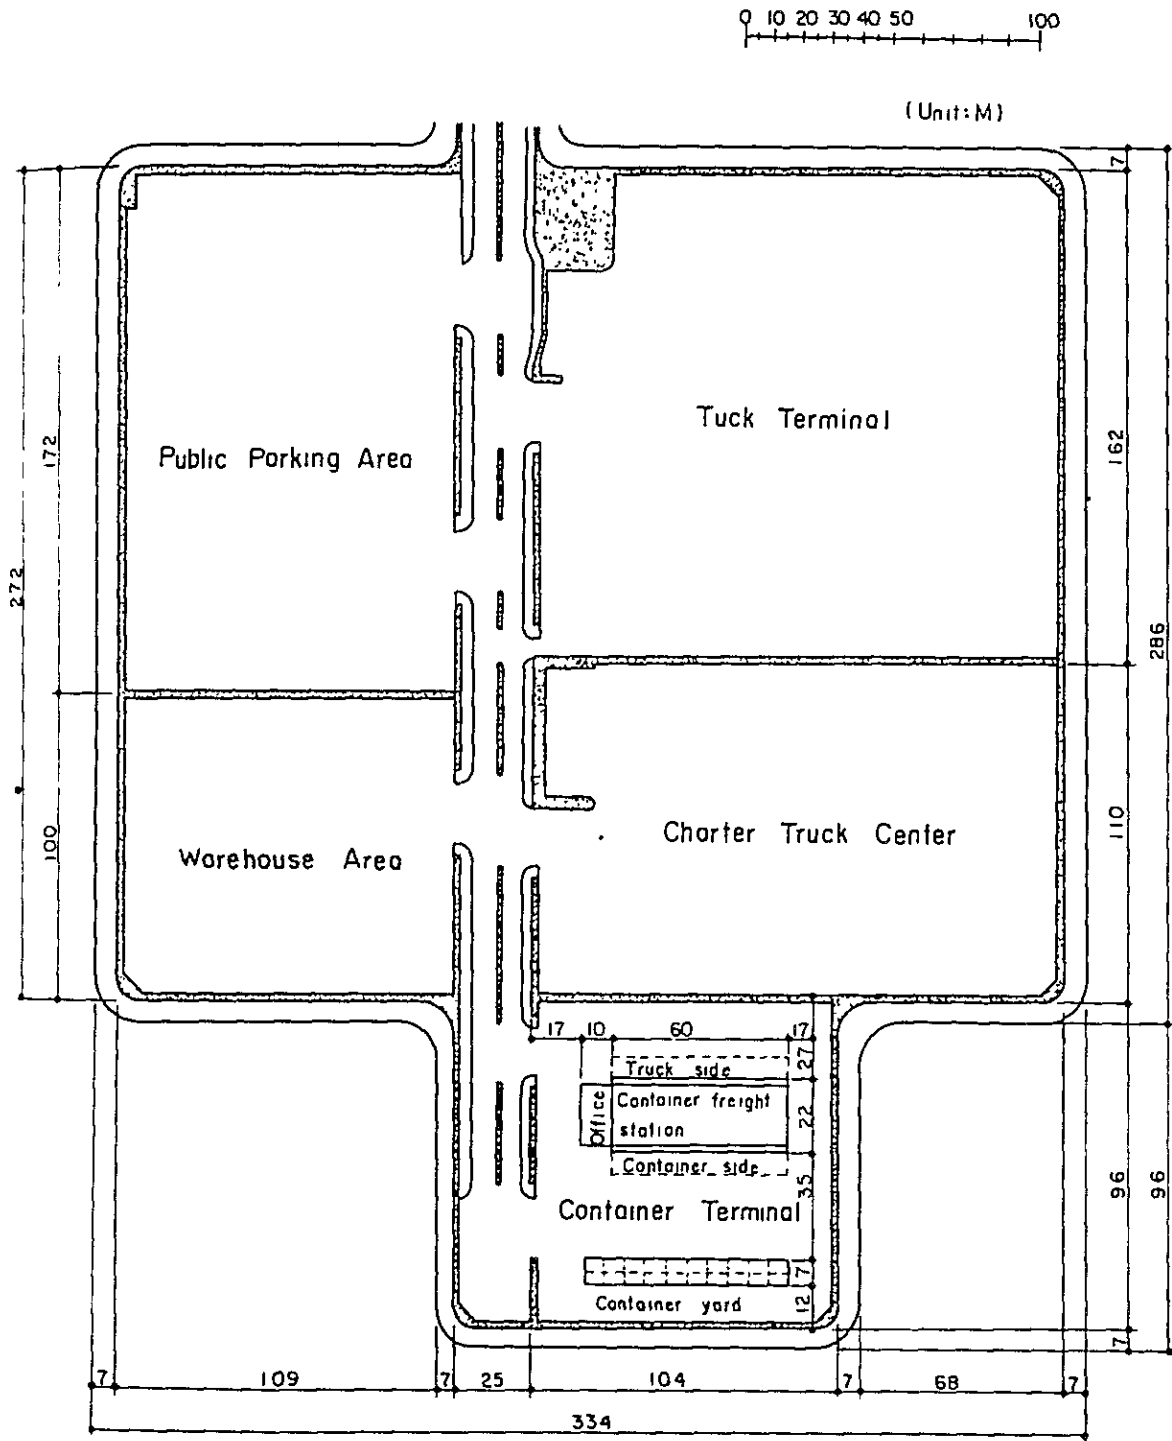 0 10 20 30 40 50 100
(Unit:M)
7
Tuck Terminal
Public Parking Area
172
162
272
286
110
100
Charter Truck Center
Warehouse Area
17 10 60 17
27
Truck side
Office
Container freight
station
22
Container side
35
96
96
Container Terminal
7
Container yard
12
7
7 109 7 25 104 7 68 7
334